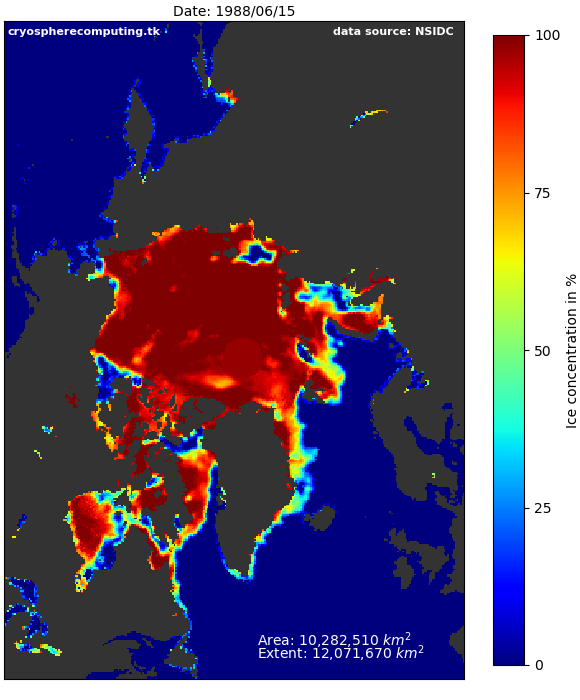 Date: 1988/06/15
cryospherecomputing.tk data source: NSIDC
100
75
50
25
0
Ice concentration in %
Area: 10,282,510 km²
Extent: 12,071,670 km²